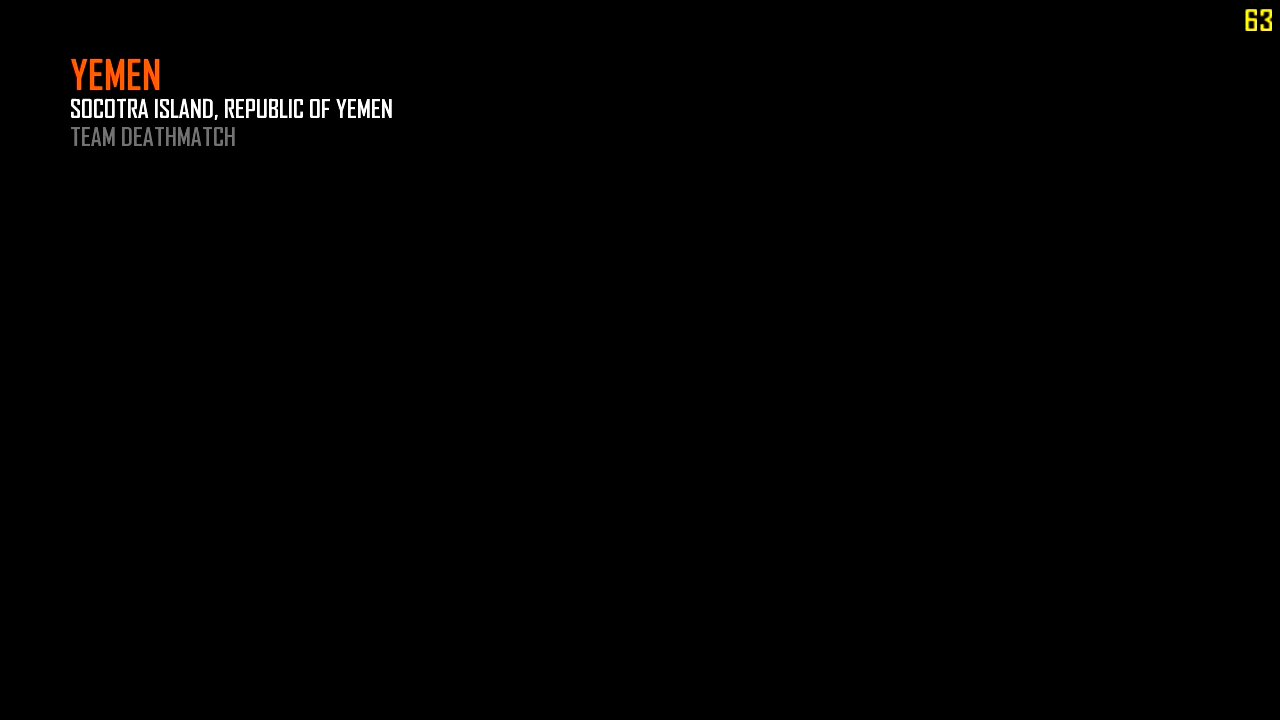 63
YEMEN
SOCOTRA ISLAND, REPUBLIC OF YEMEN
TEAM DEATHMATCH